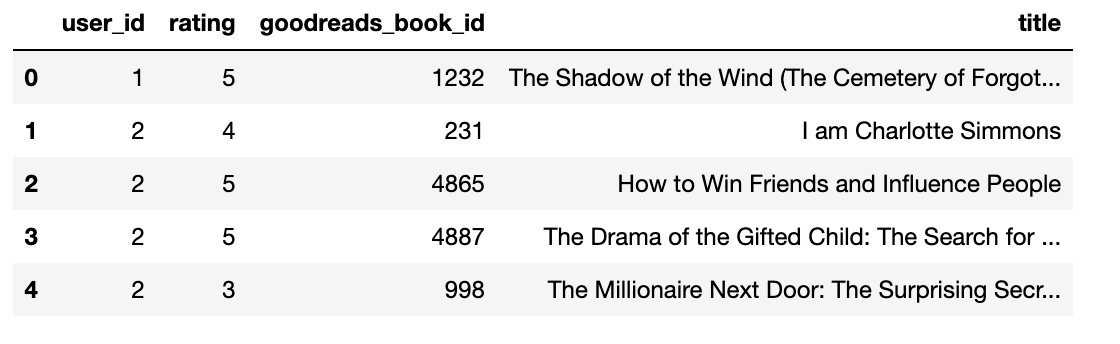 user_id rating goodreads_book_id title
0 1 5 1232 The Shadow of the Wind (The Cemetery of Forgot...
1 2 4 231 I am Charlotte Simmons
2 2 5 4865 How to Win Friends and Influence People
3 2 5 4887 The Drama of the Gifted Child: The Search for ...
4 2 3 998 The Millionaire Next Door: The Surprising Secr...